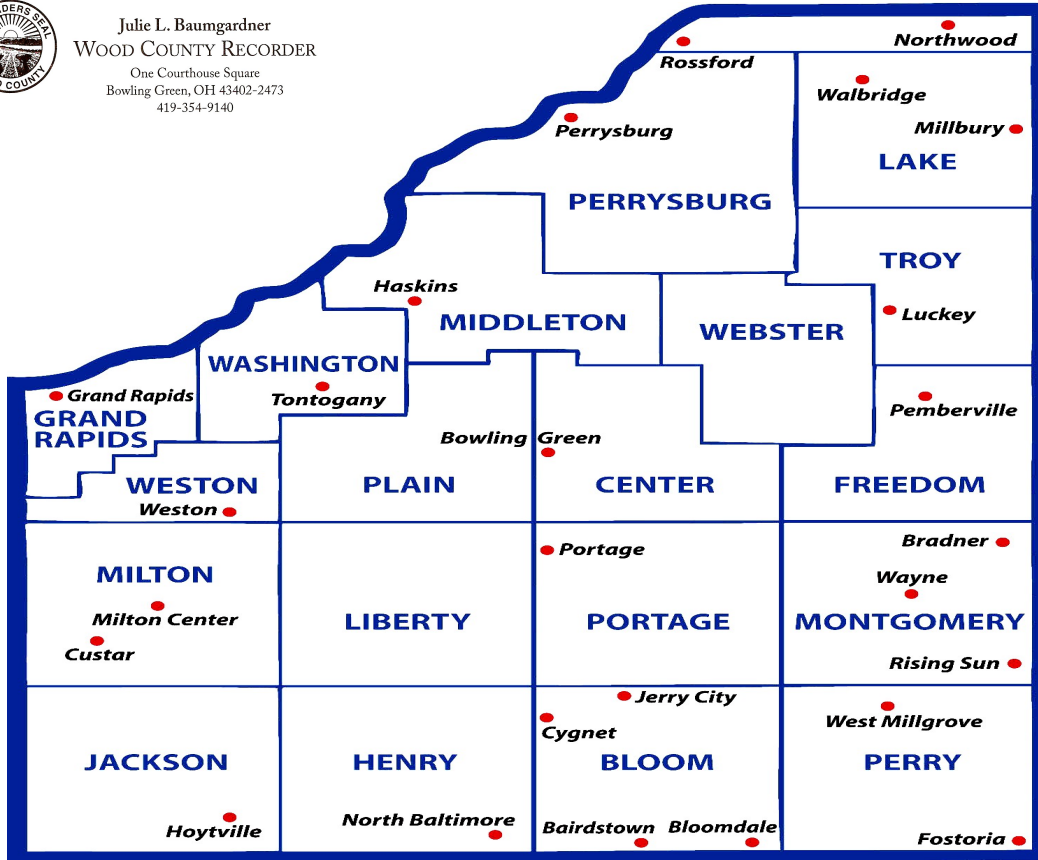 Julie L. Baumgardner
WOOD COUNTY RECORDER
One Courthouse Square
Bowling Green, OH 43402-2473
419-354-9140
Northwood
Rossford
Walbridge
Perrysburg
Millbury
LAKE
PERRYSBURG
TROY
Haskins
MIDDLETON
Luckey
WEBSTER
WASHINGTON
Grand Rapids
Tontogany
GRAND
RAPIDS
Pemberville
Bowling Green
WESTON
PLAIN
CENTER
FREEDOM
Weston
Portage
Bradner
MILTON
Wayne
Milton Center
LIBERTY
PORTAGE
MONTGOMERY
Custar
Rising Sun
Jerry City
Cygnet
West Millgrove
JACKSON
HENRY
BLOOM
PERRY
Hoytville
North Baltimore
Bairdstown
Bloomdale
Fostoria